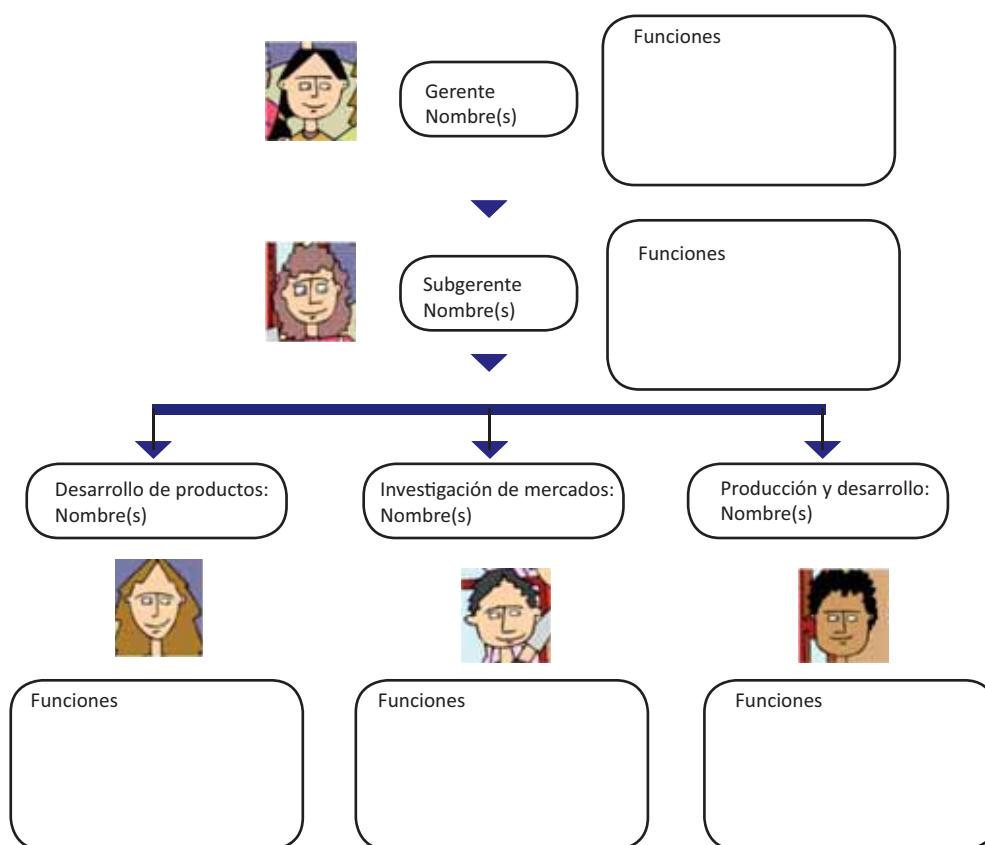 Funciones
Gerente
Nombre(s)
Funciones
Subgerente
Nombre(s)
Desarrollo de productos:
Nombre(s)
Investigación de mercados:
Nombre(s)
Producción y desarrollo:
Nombre(s)
Funciones
Funciones
Funciones